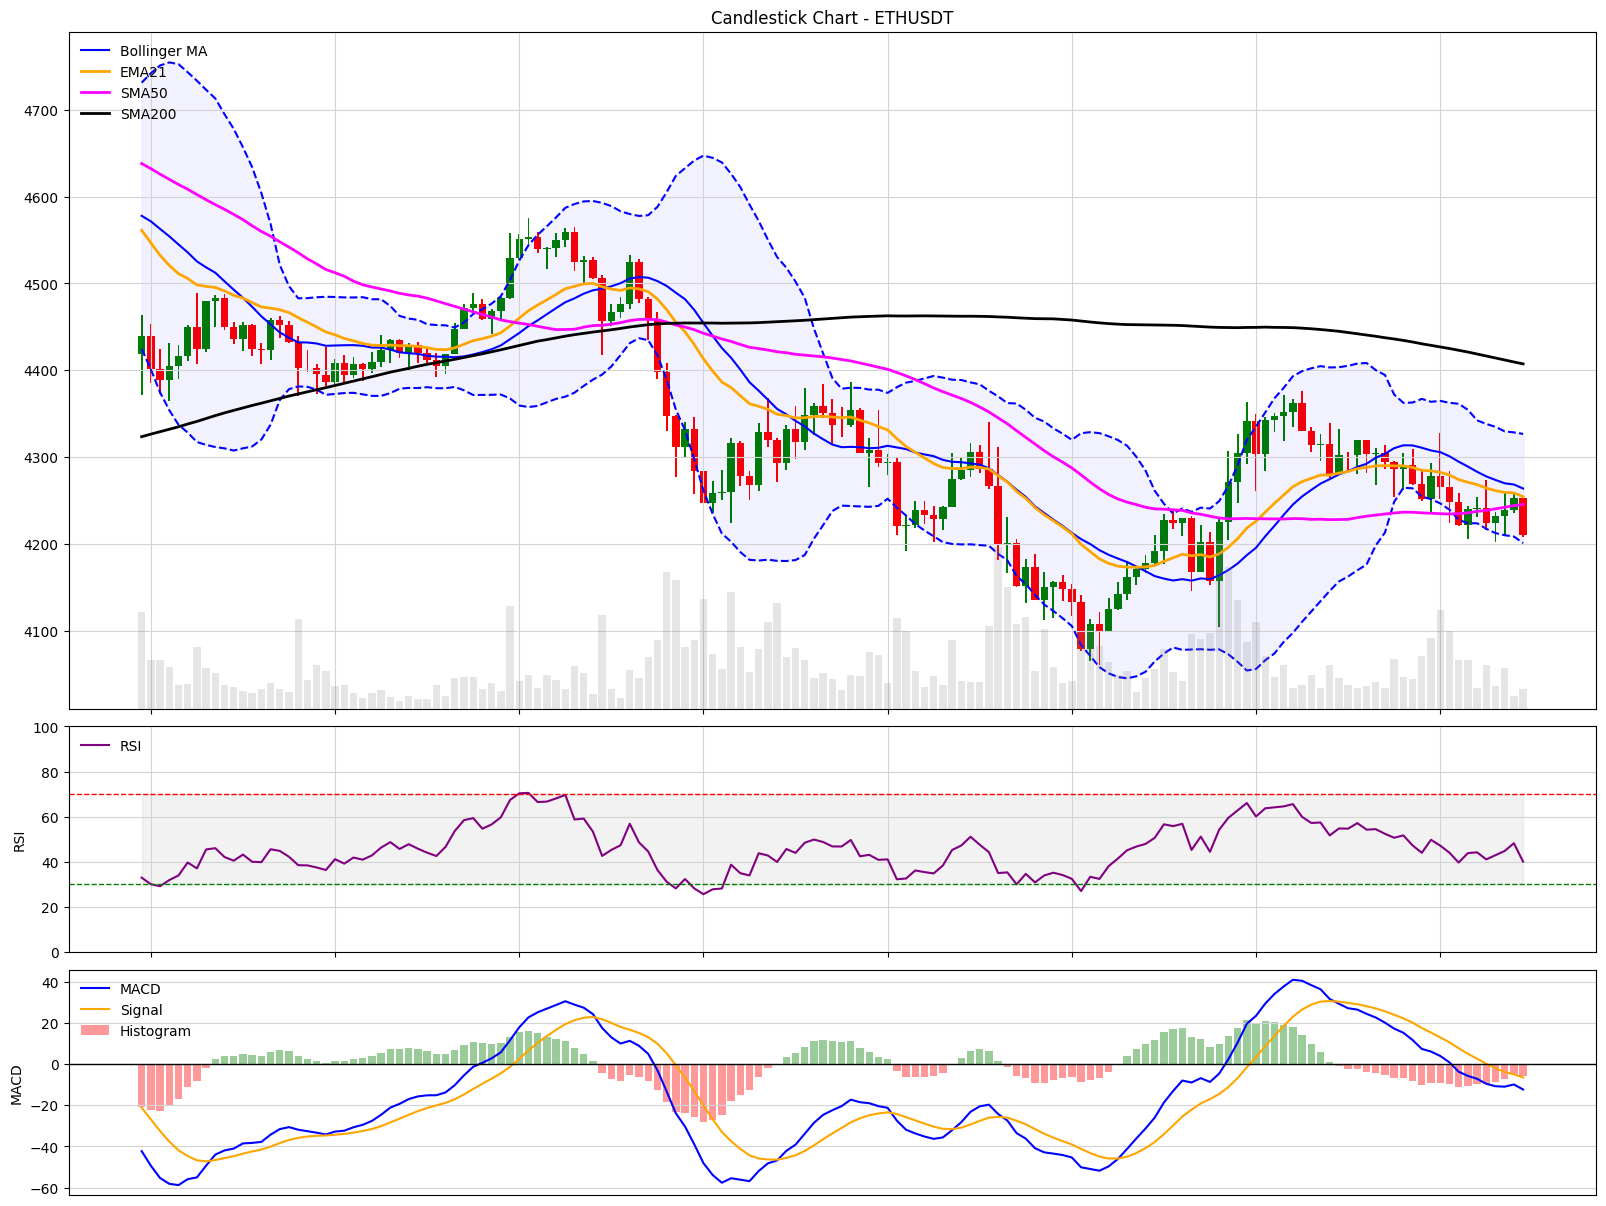 Candlestick Chart - ETHUSDT
Bollinger MA
EMA21
SMA50
SMA200
4700
4600
4500
4400
4300
4200
4100
RSI
100
80
60
40
20
0
RSI
MACD
Signal
Histogram
40
20
0
−20
−40
−60
MACD